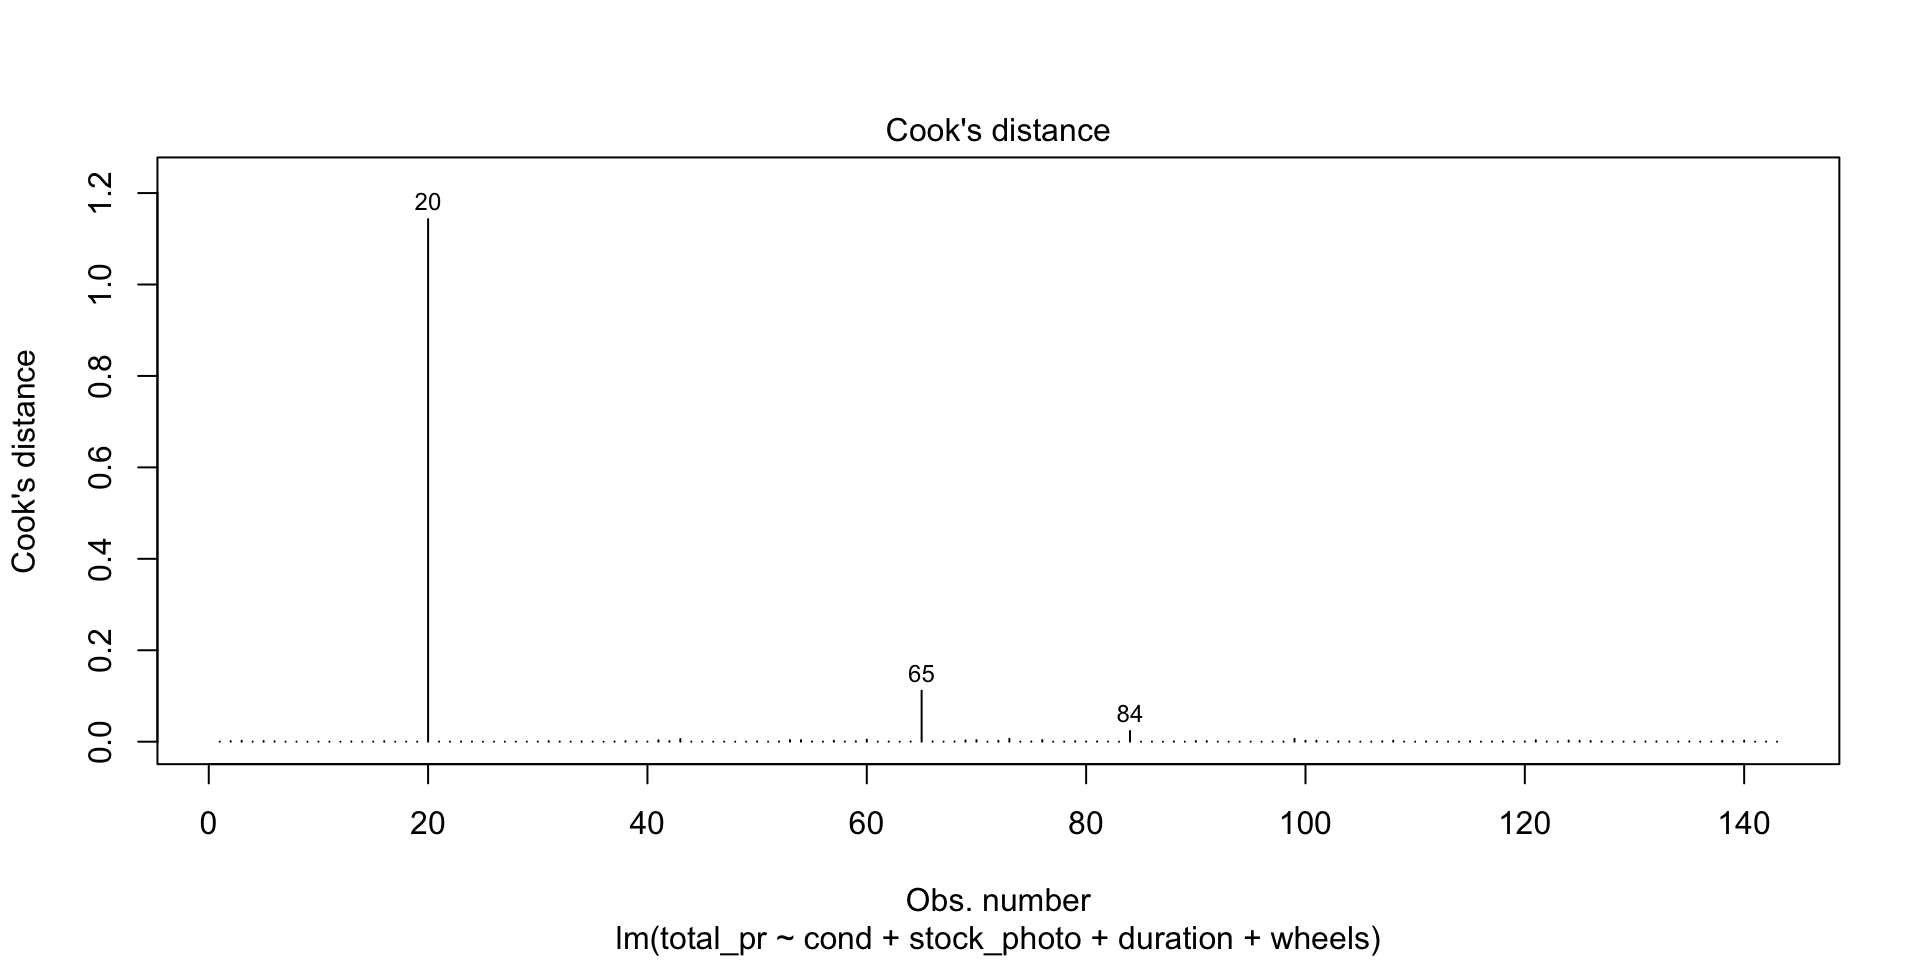 Cook's distance
1.2
1.0
0.8
0.6
0.4
0.2
0.0
Cook's distance
20
65
84
0 20 40 60 80 100 120 140
Obs. number
lm(total_pr ~ cond + stock_photo + duration + wheels)